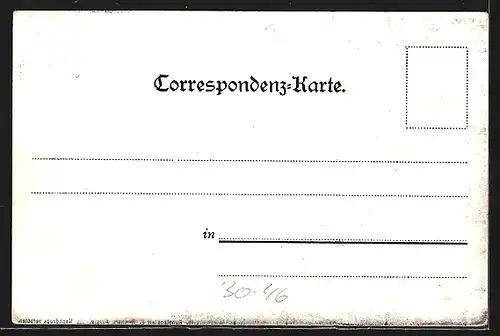 Correspondenz-Karte.
in
30-46